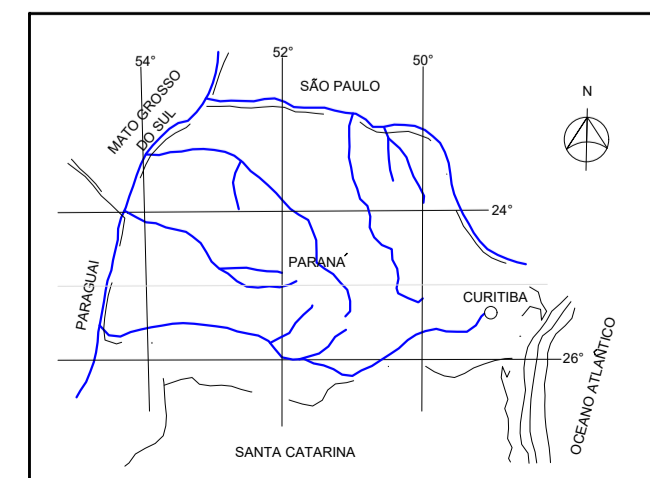 54°
52°
50°
SÃO PAULO
MATO GROSSO
DO SUL
N
24°
PARANÁ
PARAGUAI
CURITIBA
26°
OCEANO ATLÂNTICO
SANTA CATARINA